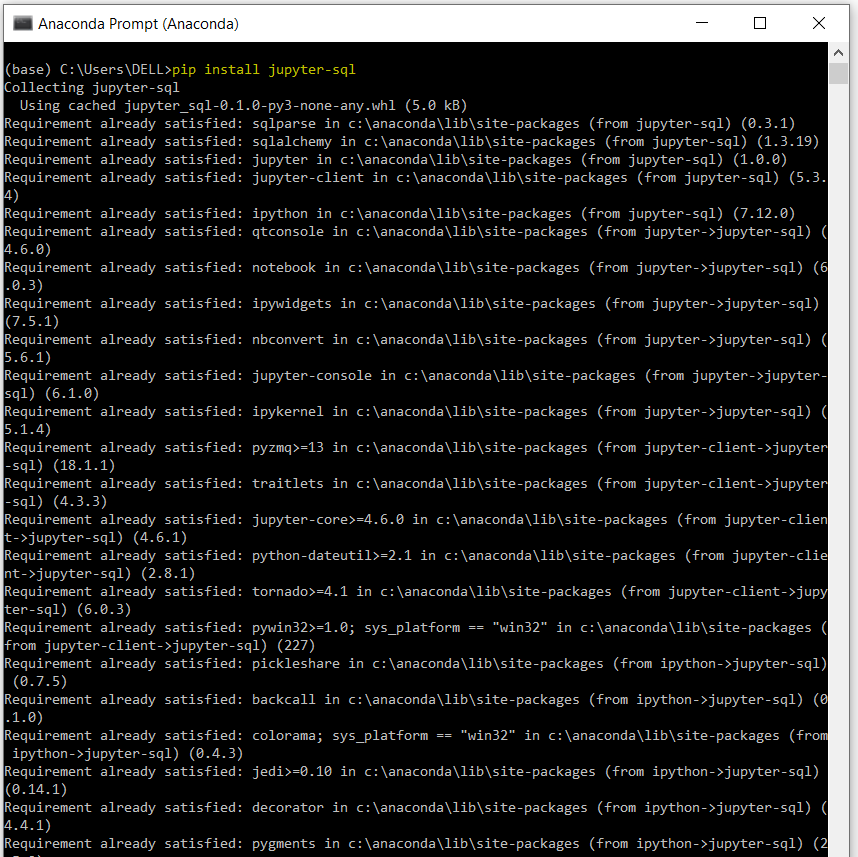 Anaconda Prompt (Anaconda)
(base) C:\Users\DELL>pip install jupyter-sql
Collecting jupyter-sql
  Using cached jupyter_sql-0.1.0-py3-none-any.whl (5.0 kB)
Requirement already satisfied: sqlparse in c:\anaconda\lib\site-packages (from jupyter-sql) (0.3.1)
Requirement already satisfied: sqlalchemy in c:\anaconda\lib\site-packages (from jupyter-sql) (1.3.19)
Requirement already satisfied: jupyter in c:\anaconda\lib\site-packages (from jupyter-sql) (1.0.0)
Requirement already satisfied: jupyter-client in c:\anaconda\lib\site-packages (from jupyter-sql) (5.3.
4)
Requirement already satisfied: ipython in c:\anaconda\lib\site-packages (from jupyter-sql) (7.12.0)
Requirement already satisfied: qtconsole in c:\anaconda\lib\site-packages (from jupyter->jupyter-sql) (
4.6.0)
Requirement already satisfied: notebook in c:\anaconda\lib\site-packages (from jupyter->jupyter-sql) (6
.0.3)
Requirement already satisfied: ipywidgets in c:\anaconda\lib\site-packages (from jupyter->jupyter-sql)
(7.5.1)
Requirement already satisfied: nbconvert in c:\anaconda\lib\site-packages (from jupyter->jupyter-sql) (
5.6.1)
Requirement already satisfied: jupyter-console in c:\anaconda\lib\site-packages (from jupyter->jupyter-
sql) (6.1.0)
Requirement already satisfied: ipykernel in c:\anaconda\lib\site-packages (from jupyter->jupyter-sql) (
5.1.4)
Requirement already satisfied: pyzmq>=13 in c:\anaconda\lib\site-packages (from jupyter-client->jupyter
-sql) (18.1.1)
Requirement already satisfied: traitlets in c:\anaconda\lib\site-packages (from jupyter-client->jupyter
-sql) (4.3.3)
Requirement already satisfied: jupyter-core>=4.6.0 in c:\anaconda\lib\site-packages (from jupyter-clien
t->jupyter-sql) (4.6.1)
Requirement already satisfied: python-dateutil>=2.1 in c:\anaconda\lib\site-packages (from jupyter-clie
nt->jupyter-sql) (2.8.1)
Requirement already satisfied: tornado>=4.1 in c:\anaconda\lib\site-packages (from jupyter-client->jupy
ter-sql) (6.0.3)
Requirement already satisfied: pywin32>=1.0; sys_platform == "win32" in c:\anaconda\lib\site-packages (
from jupyter-client->jupyter-sql) (227)
Requirement already satisfied: pickleshare in c:\anaconda\lib\site-packages (from ipython->jupyter-sql)
 (0.7.5)
Requirement already satisfied: backcall in c:\anaconda\lib\site-packages (from ipython->jupyter-sql) (0
.1.0)
Requirement already satisfied: colorama; sys_platform == "win32" in c:\anaconda\lib\site-packages (from
 ipython->jupyter-sql) (0.4.3)
Requirement already satisfied: jedi>=0.10 in c:\anaconda\lib\site-packages (from ipython->jupyter-sql)
(0.14.1)
Requirement already satisfied: decorator in c:\anaconda\lib\site-packages (from ipython->jupyter-sql) (
4.4.1)
Requirement already satisfied: pygments in c:\anaconda\lib\site-packages (from ipython->jupyter-sql) (2